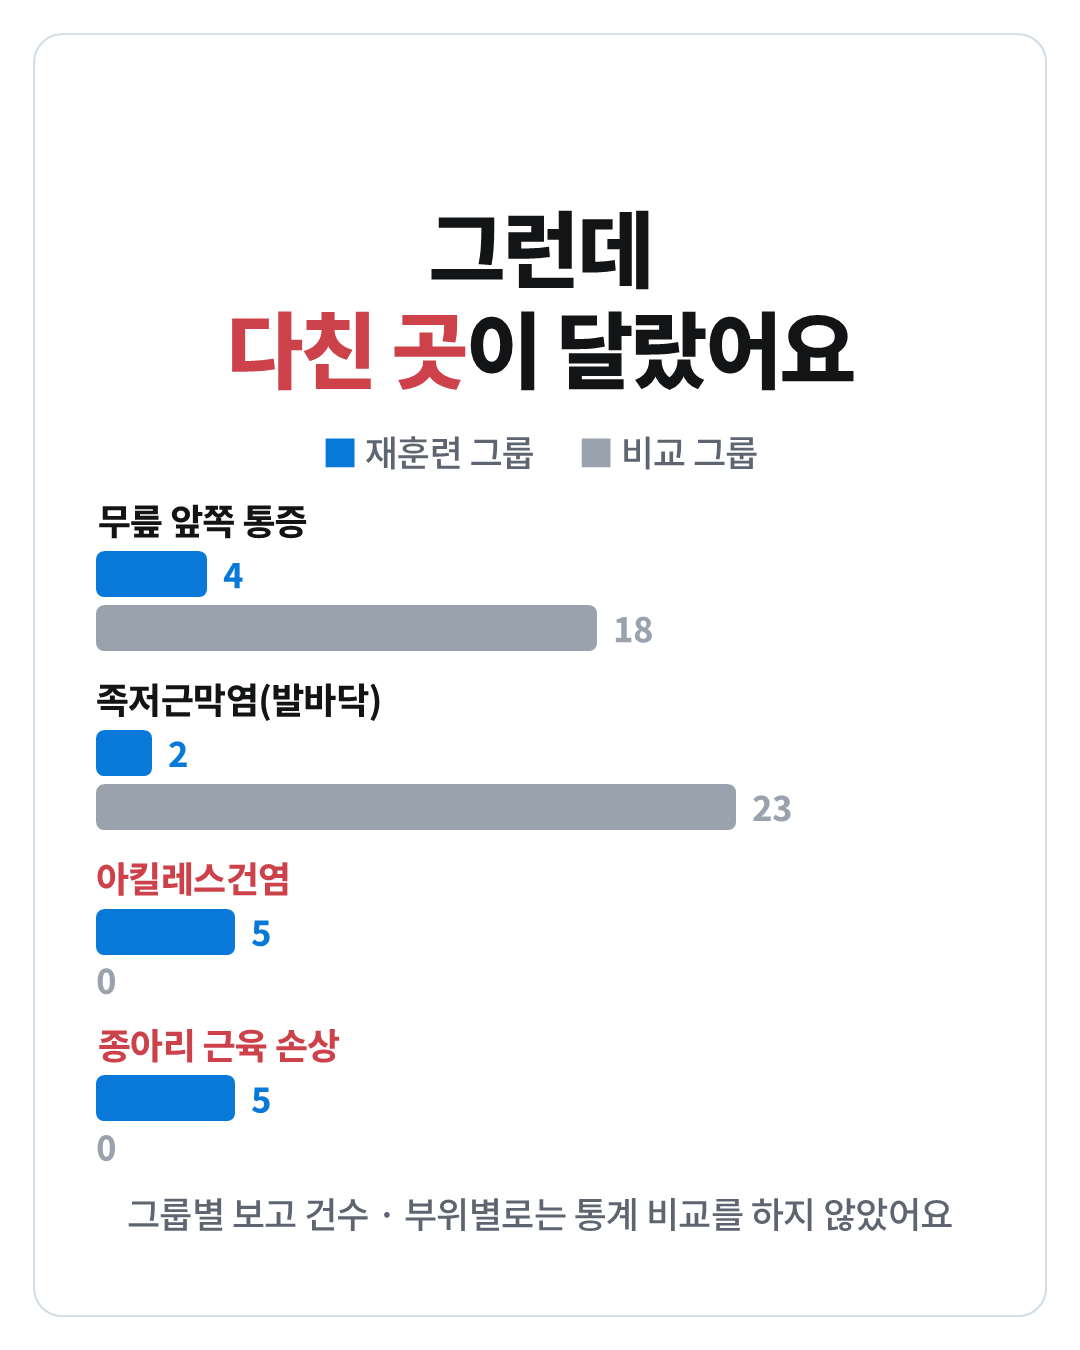 그런데
다친 곳이 달랐어요
재훈련 그룹 비교 그룹
무릎 앞쪽 통증
4
18
족저근막염(발바닥)
2
23
아킬레스건염
5
0
종아리 근육 손상
5
0
그룹별 보고 건수 · 부위별로는 통계 비교를 하지 않았어요